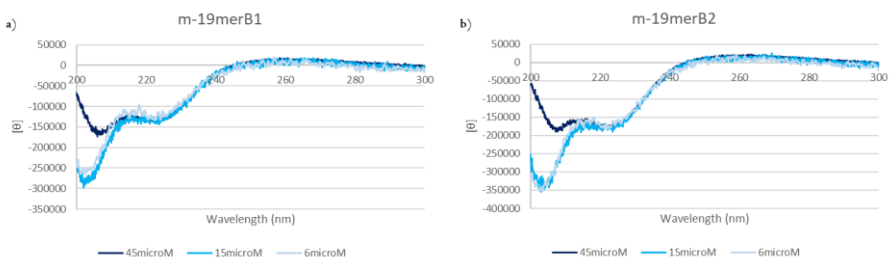 a)
m-19merB1
50000
0
-50000
-100000
-150000
-200000
-250000
-300000
-350000
200
220
240
260
280
300
[θ]
Wavelength (nm)
45microM
15microM
6microM
b)
m-19merB2
50000
0
-50000
-100000
-150000
-200000
-250000
-300000
-350000
-400000
200
220
240
260
280
300
[θ]
Wavelength (nm)
45microM
15microM
6microM